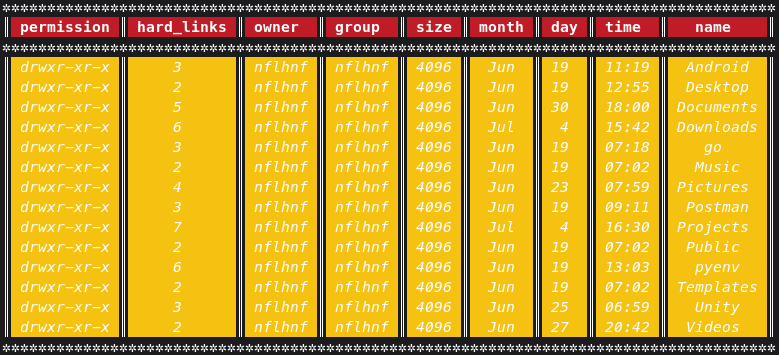 permission hard_links owner group size month day time name
drwxr-xr-x 3 nflhnf nflhnf 4096 Jun 19 11:19 Android
drwxr-xr-x 2 nflhnf nflhnf 4096 Jun 19 12:55 Desktop
drwxr-xr-x 5 nflhnf nflhnf 4096 Jun 30 18:00 Documents
drwxr-xr-x 6 nflhnf nflhnf 4096 Jul 4 15:42 Downloads
drwxr-xr-x 3 nflhnf nflhnf 4096 Jun 19 07:18 go
drwxr-xr-x 2 nflhnf nflhnf 4096 Jun 19 07:02 Music
drwxr-xr-x 4 nflhnf nflhnf 4096 Jun 23 07:59 Pictures
drwxr-xr-x 3 nflhnf nflhnf 4096 Jun 19 09:11 Postman
drwxr-xr-x 7 nflhnf nflhnf 4096 Jul 4 16:30 Projects
drwxr-xr-x 2 nflhnf nflhnf 4096 Jun 19 07:02 Public
drwxr-xr-x 6 nflhnf nflhnf 4096 Jun 19 13:03 pyenv
drwxr-xr-x 2 nflhnf nflhnf 4096 Jun 19 07:02 Templates
drwxr-xr-x 3 nflhnf nflhnf 4096 Jun 25 06:59 Unity
drwxr-xr-x 2 nflhnf nflhnf 4096 Jun 27 20:42 Videos